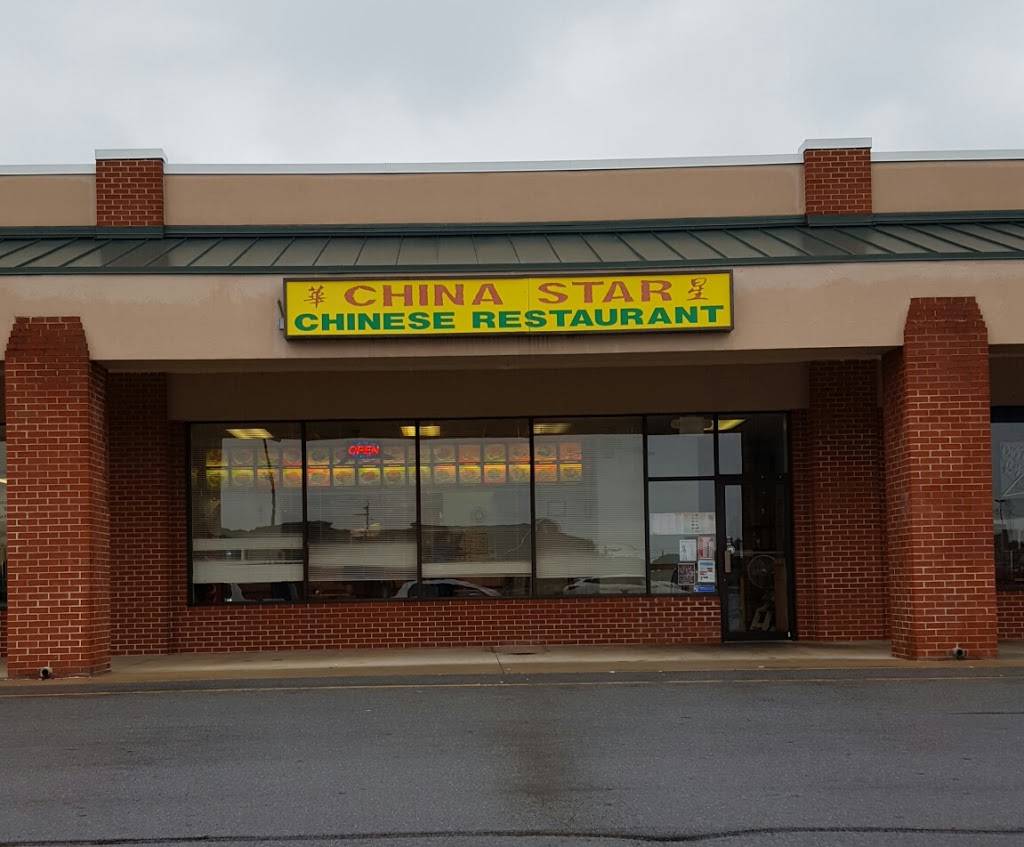 華 CHINA STAR 星
CHINESE RESTAURANT
OPEN